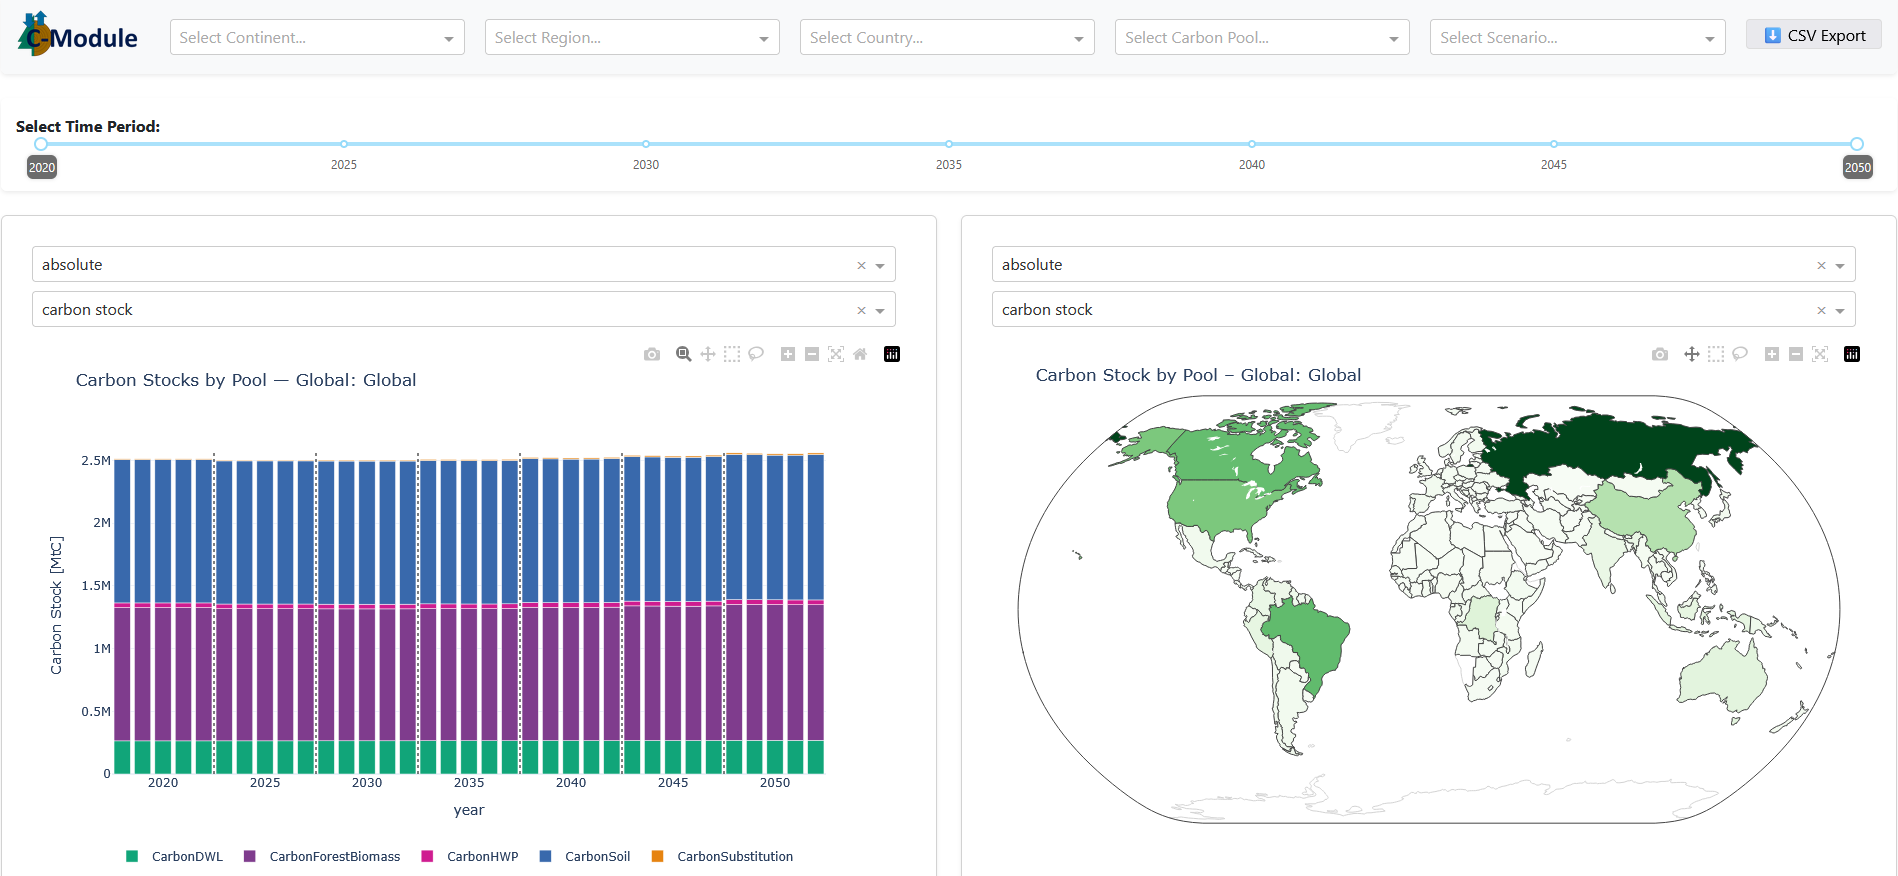 C-Module
Select Continent...
Select Region...
Select Country...
Select Carbon Pool...
Select Scenario...
CSV Export
Select Time Period:
2020
2025
2030
2035
2040
2045
2050
absolute
carbon stock
Carbon Stocks by Pool — Global: Global
Carbon Stock [MtC]
2.5M
2M
1.5M
1M
0.5M
0
2020
2025
2030
2035
2040
2045
2050
year
CarbonDWL
CarbonForestBiomass
CarbonHWP
CarbonSoil
CarbonSubstitution
absolute
carbon stock
Carbon Stock by Pool – Global: Global